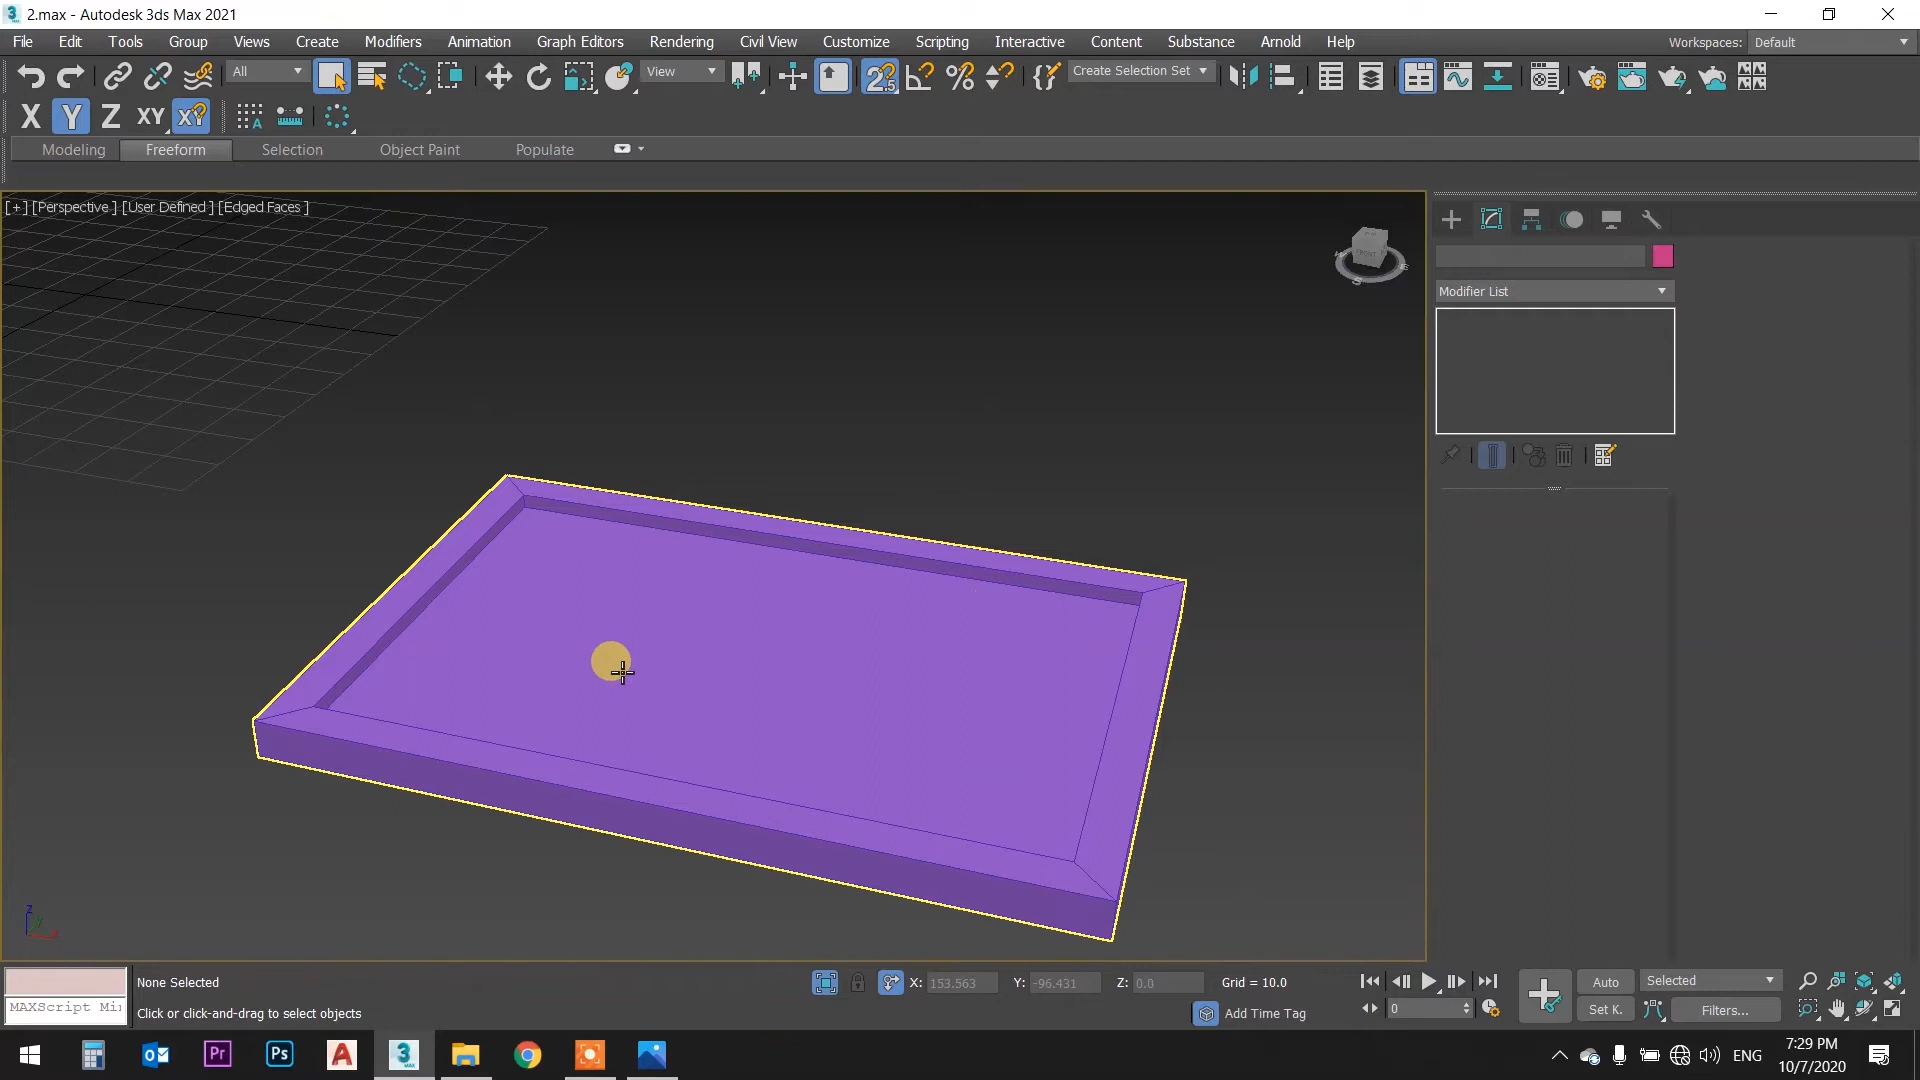 2.max - Autodesk 3ds Max 2021
File Edit Tools Group Views Create Modifiers Animation Graph Editors Rendering Civil View Customize Scripting Interactive Content Substance Arnold Help Workspaces: Default
All View Create Selection Set
X Y Z XY
Modeling Freeform Selection Object Paint Populate
[+] [Perspective ] [User Defined ] [Edged Faces ]
Modifier List
None Selected X: 153.563 Y: -96.431 Z: 0.0 Grid = 10.0 Auto Selected
MAXScript Mi Click or click-and-drag to select objects Add Time Tag 0 Set K. Filters...
ENG 7:29 PM
10/7/2020